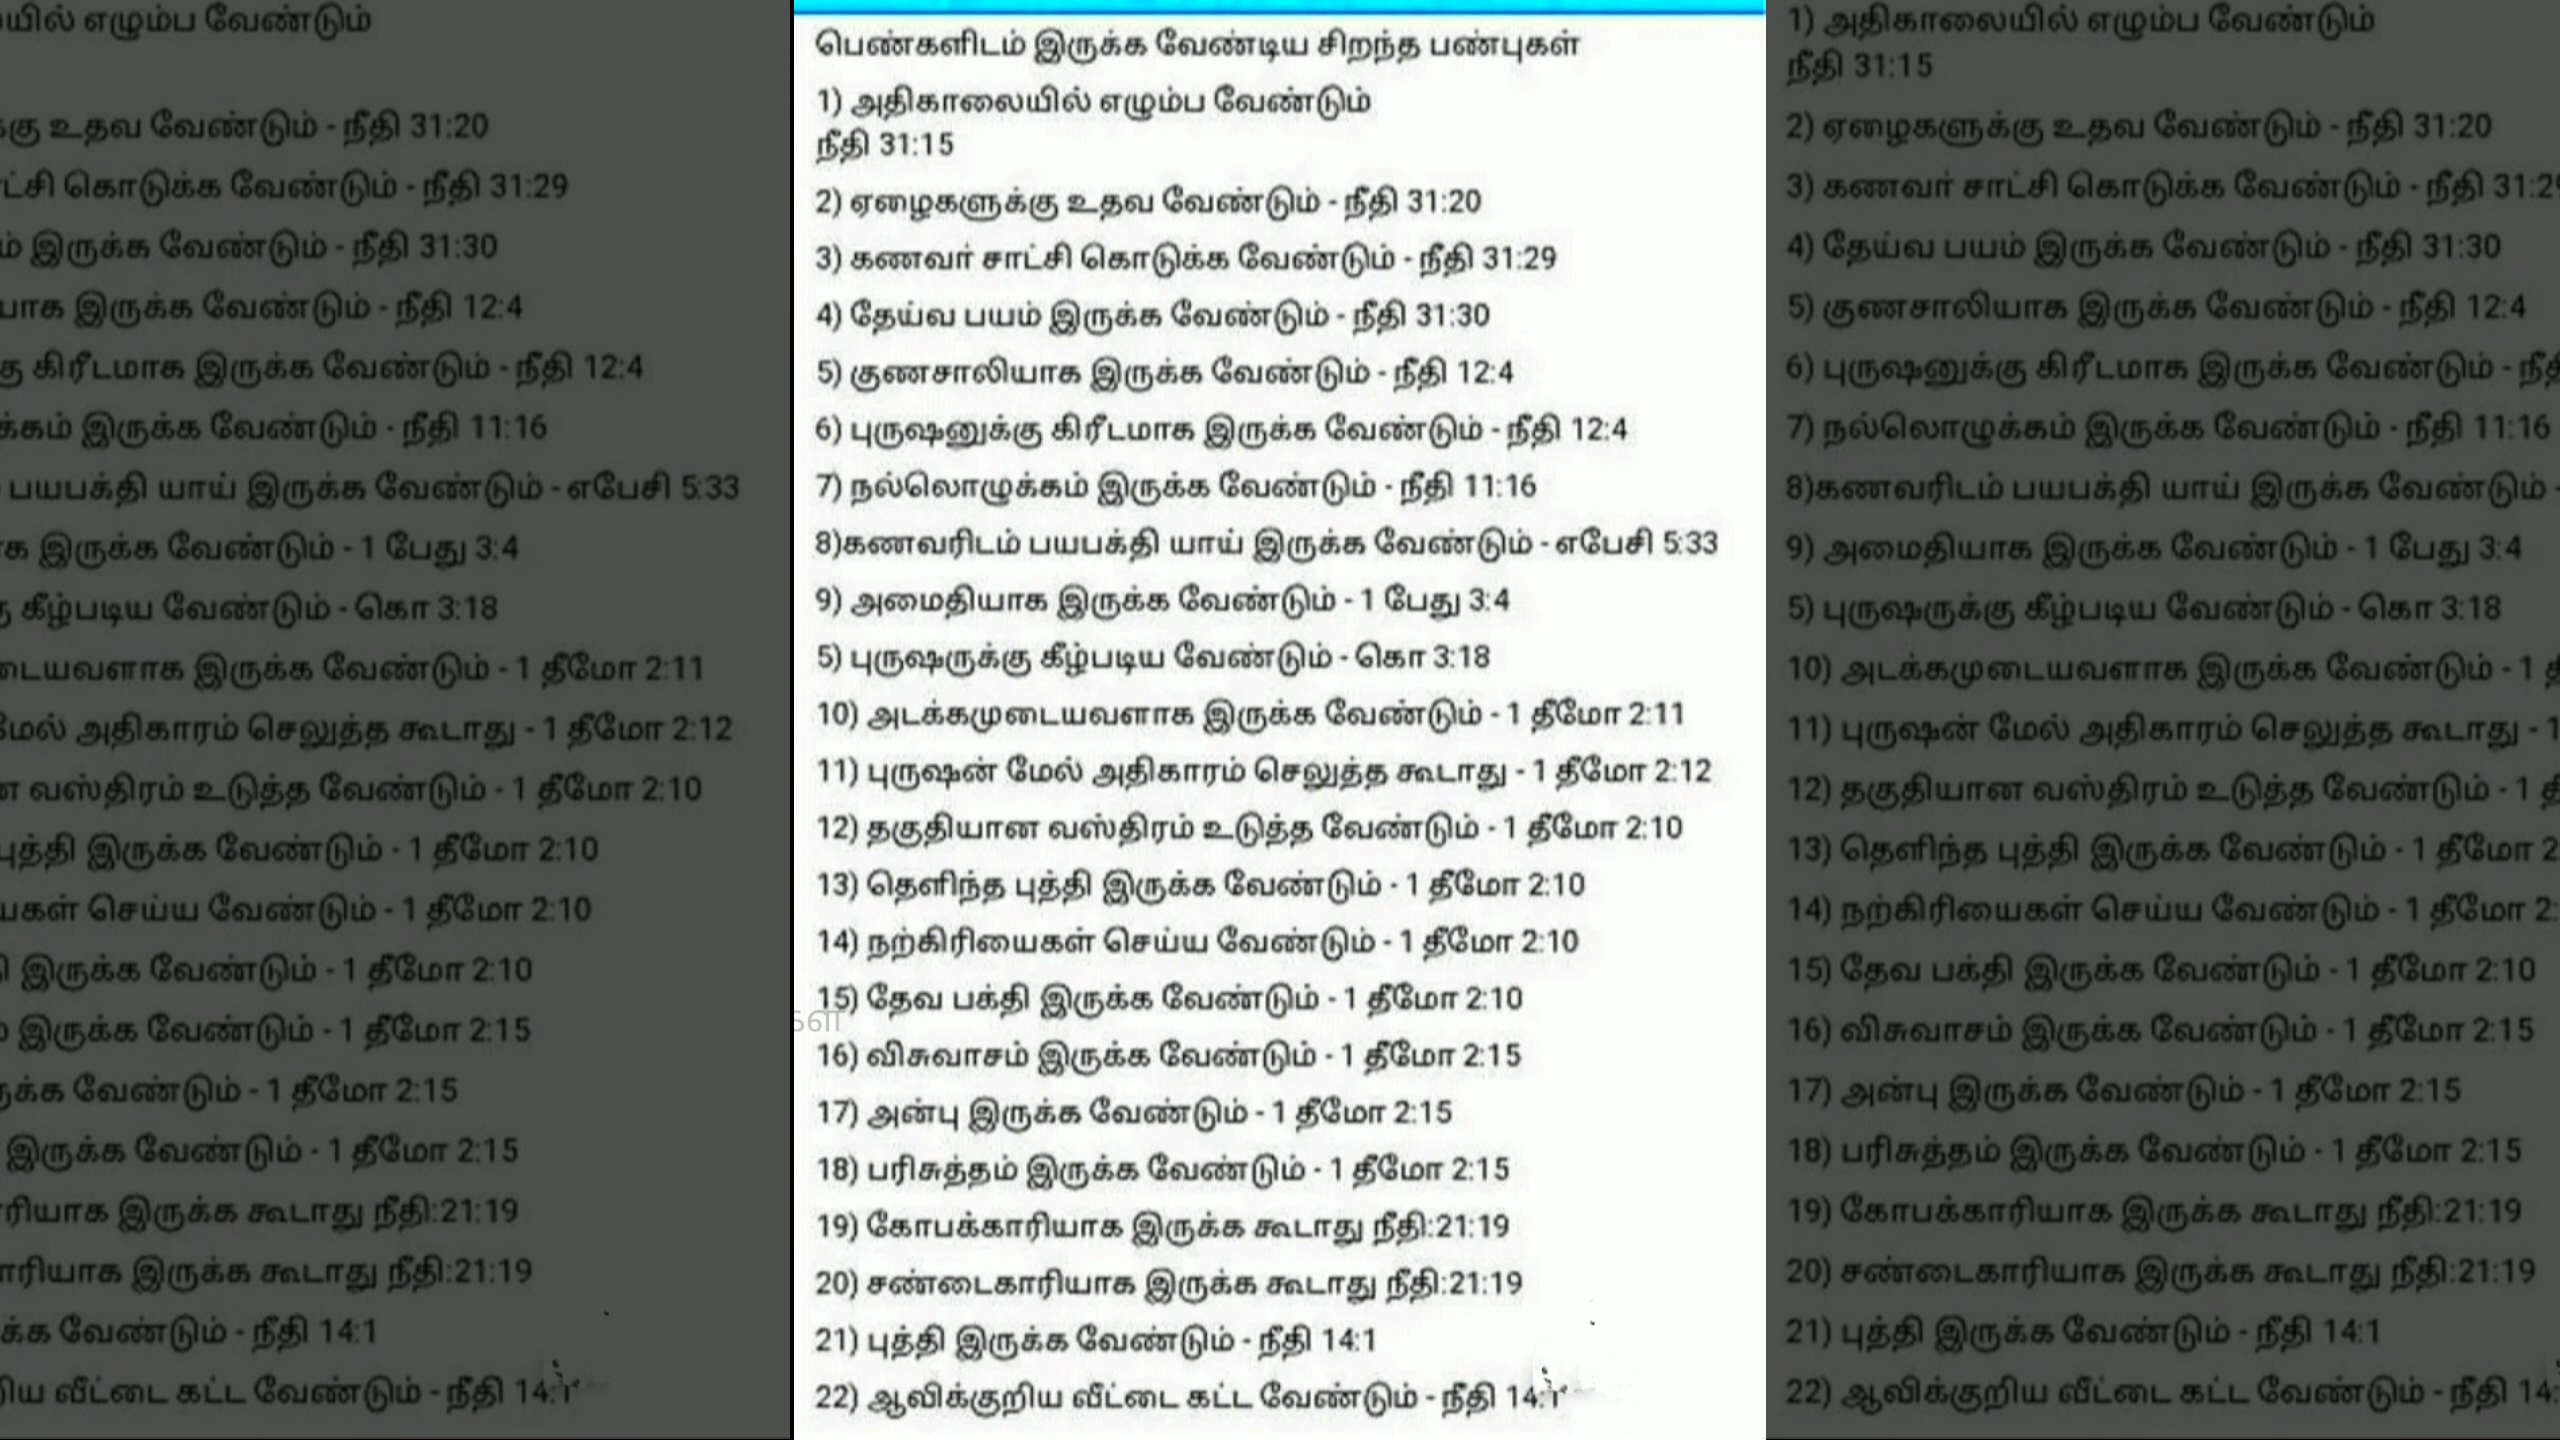 பெண்களிடம் இருக்க வேண்டிய சிறந்த பண்புகள்
1) அதிகாலையில் எழும்ப வேண்டும்
நீதி 31:15
2) ஏழைகளுக்கு உதவ வேண்டும் - நீதி 31:20
3) கணவர் சாட்சி கொடுக்க வேண்டும் - நீதி 31:29
4) தேய்வ பயம் இருக்க வேண்டும் - நீதி 31:30
5) குணசாலியாக இருக்க வேண்டும் - நீதி 12:4
6) புருஷனுக்கு கிரீடமாக இருக்க வேண்டும் - நீதி 12:4
7) நல்லொழுக்கம் இருக்க வேண்டும் - நீதி 11:16
8)கணவரிடம் பயபக்தி யாய் இருக்க வேண்டும் - எபேசி 5:33
9) அமைதியாக இருக்க வேண்டும் - 1 பேது 3:4
5) புருஷருக்கு கீழ்படிய வேண்டும் - கொ 3:18
10) அடக்கமுடையவளாக இருக்க வேண்டும் - 1 தீமோ 2:11
11) புருஷன் மேல் அதிகாரம் செலுத்த கூடாது - 1 தீமோ 2:12
12) தகுதியான வஸ்திரம் உடுத்த வேண்டும் - 1 தீமோ 2:10
13) தெளிந்த புத்தி இருக்க வேண்டும் - 1 தீமோ 2:10
14) நற்கிரியைகள் செய்ய வேண்டும் - 1 தீமோ 2:10
15) தேவ பக்தி இருக்க வேண்டும் - 1 தீமோ 2:10
16) விசுவாசம் இருக்க வேண்டும் - 1 தீமோ 2:15
17) அன்பு இருக்க வேண்டும் - 1 தீமோ 2:15
18) பரிசுத்தம் இருக்க வேண்டும் - 1 தீமோ 2:15
19) கோபக்காரியாக இருக்க கூடாது நீதி:21:19
20) சண்டைகாரியாக இருக்க கூடாது நீதி:21:19
21) புத்தி இருக்க வேண்டும் - நீதி 14:1
22) ஆவிக்குறிய வீட்டை கட்ட வேண்டும் - நீதி 14:1